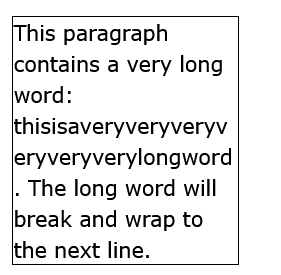 This paragraph
contains a very long
word:
thisisaveryveryveryv
eryveryverylongword
. The long word will
break and wrap to
the next line.